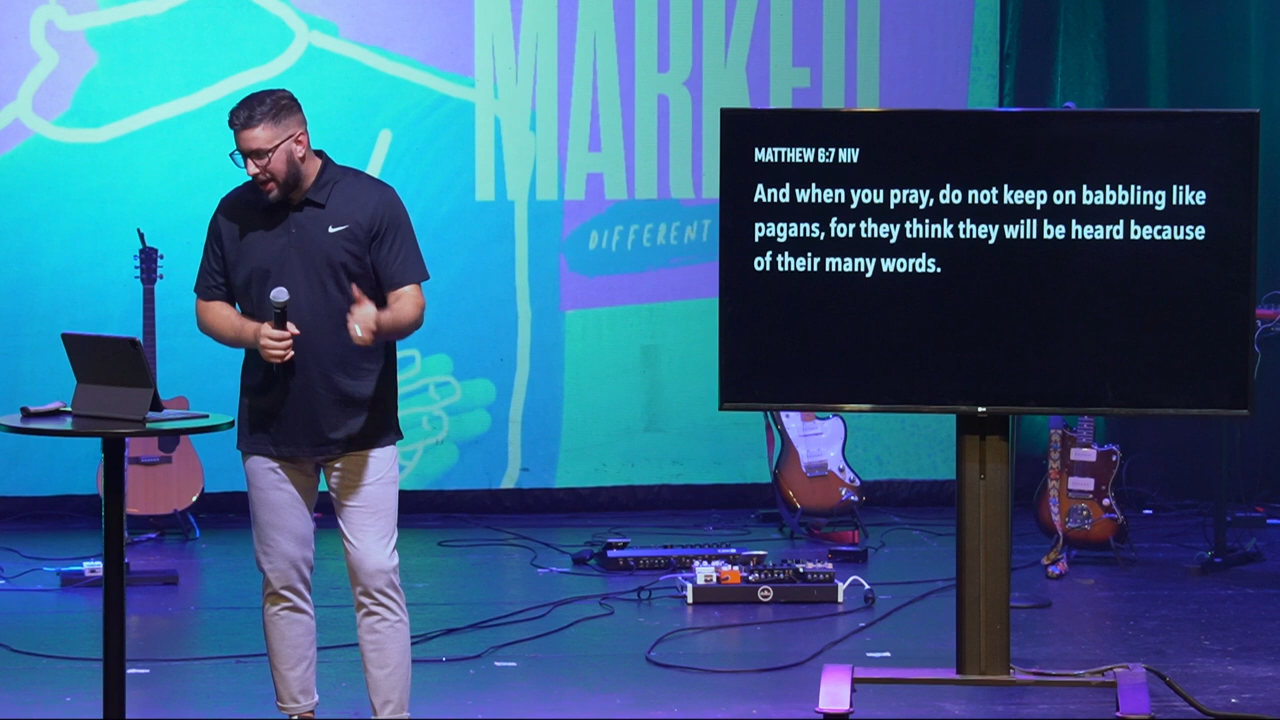 MARKED
DIFFERENT
MATTHEW 6:7 NIV
And when you pray, do not keep on babbling like
pagans, for they think they will be heard because
of their many words.